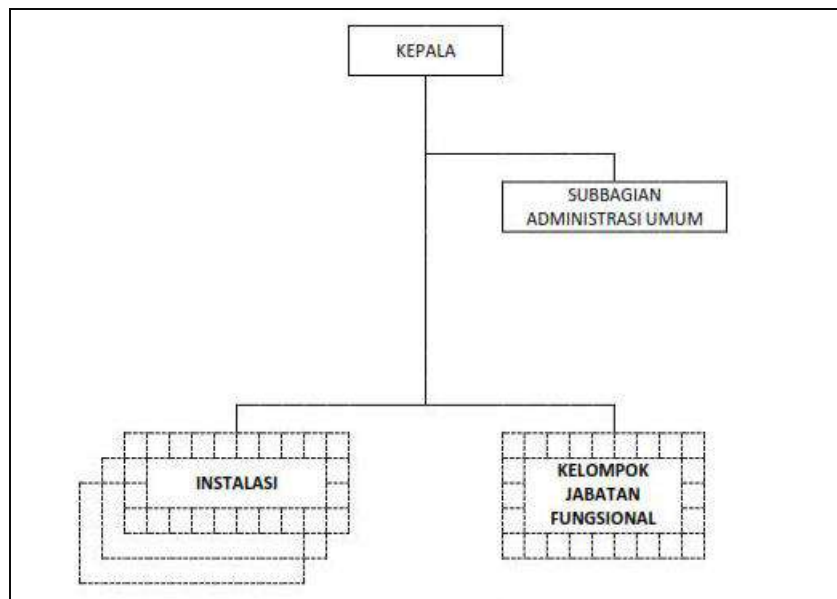 KEPALA
SUBBAGIAN
ADMINISTRASI UMUM
INSTALASI
KELOMPOK
JABATAN
FUNGSIONAL